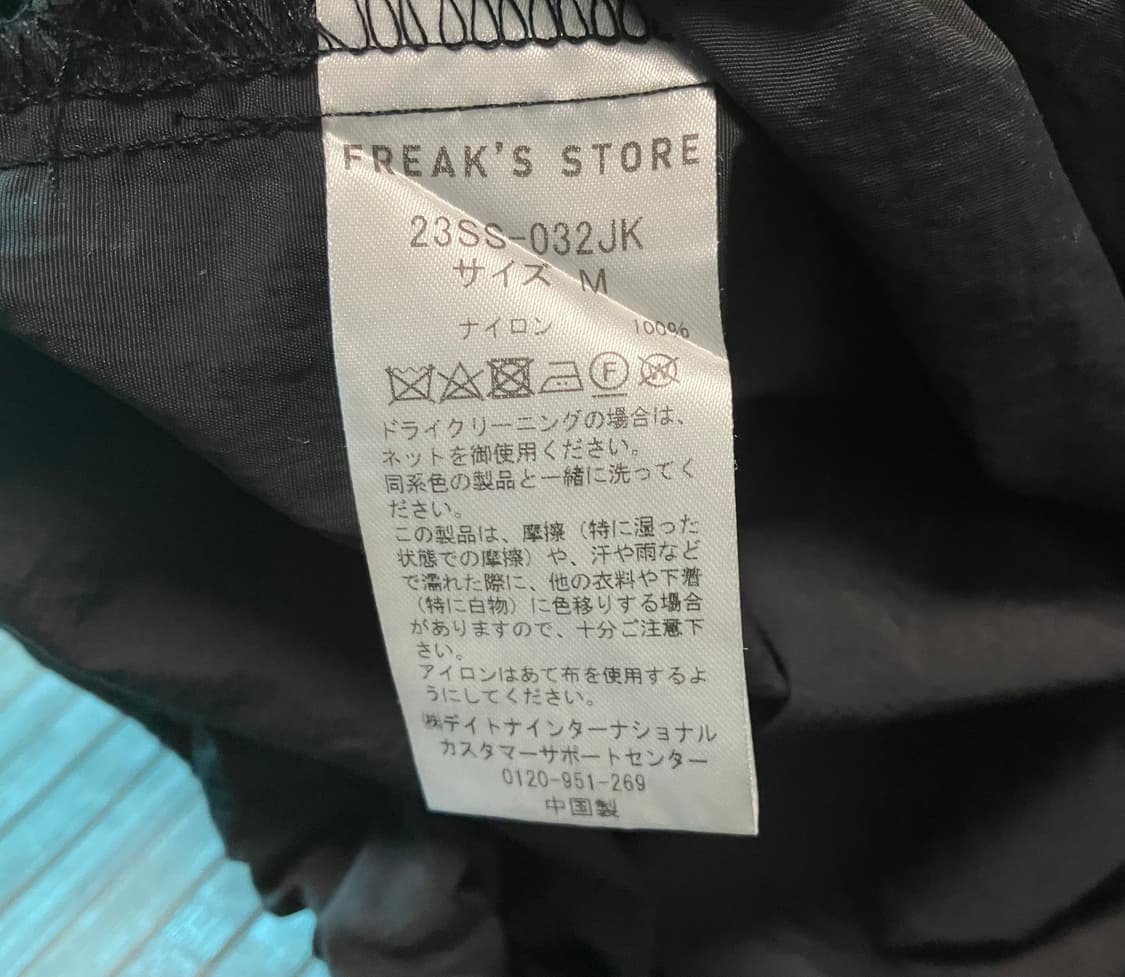 FREAK'S STORE
23SS-032JK
サイズ M
ナイロン 100%
F W
ドライクリーニングの場合は、
ネットを御使用ください。
同系色の製品と一緒に洗ってく
ださい。
この製品は、摩擦（特に湿った
状態での摩擦）や、汗や雨など
で濡れた際に、他の衣料や下着
（特に白物）に色移りする場合
がありますので、十分ご注意下
さい。
アイロンはあて布を使用するよ
うにしてください。
㈱デイトナインターナショナル
カスタマーサポートセンター
0120-951-269
中国製